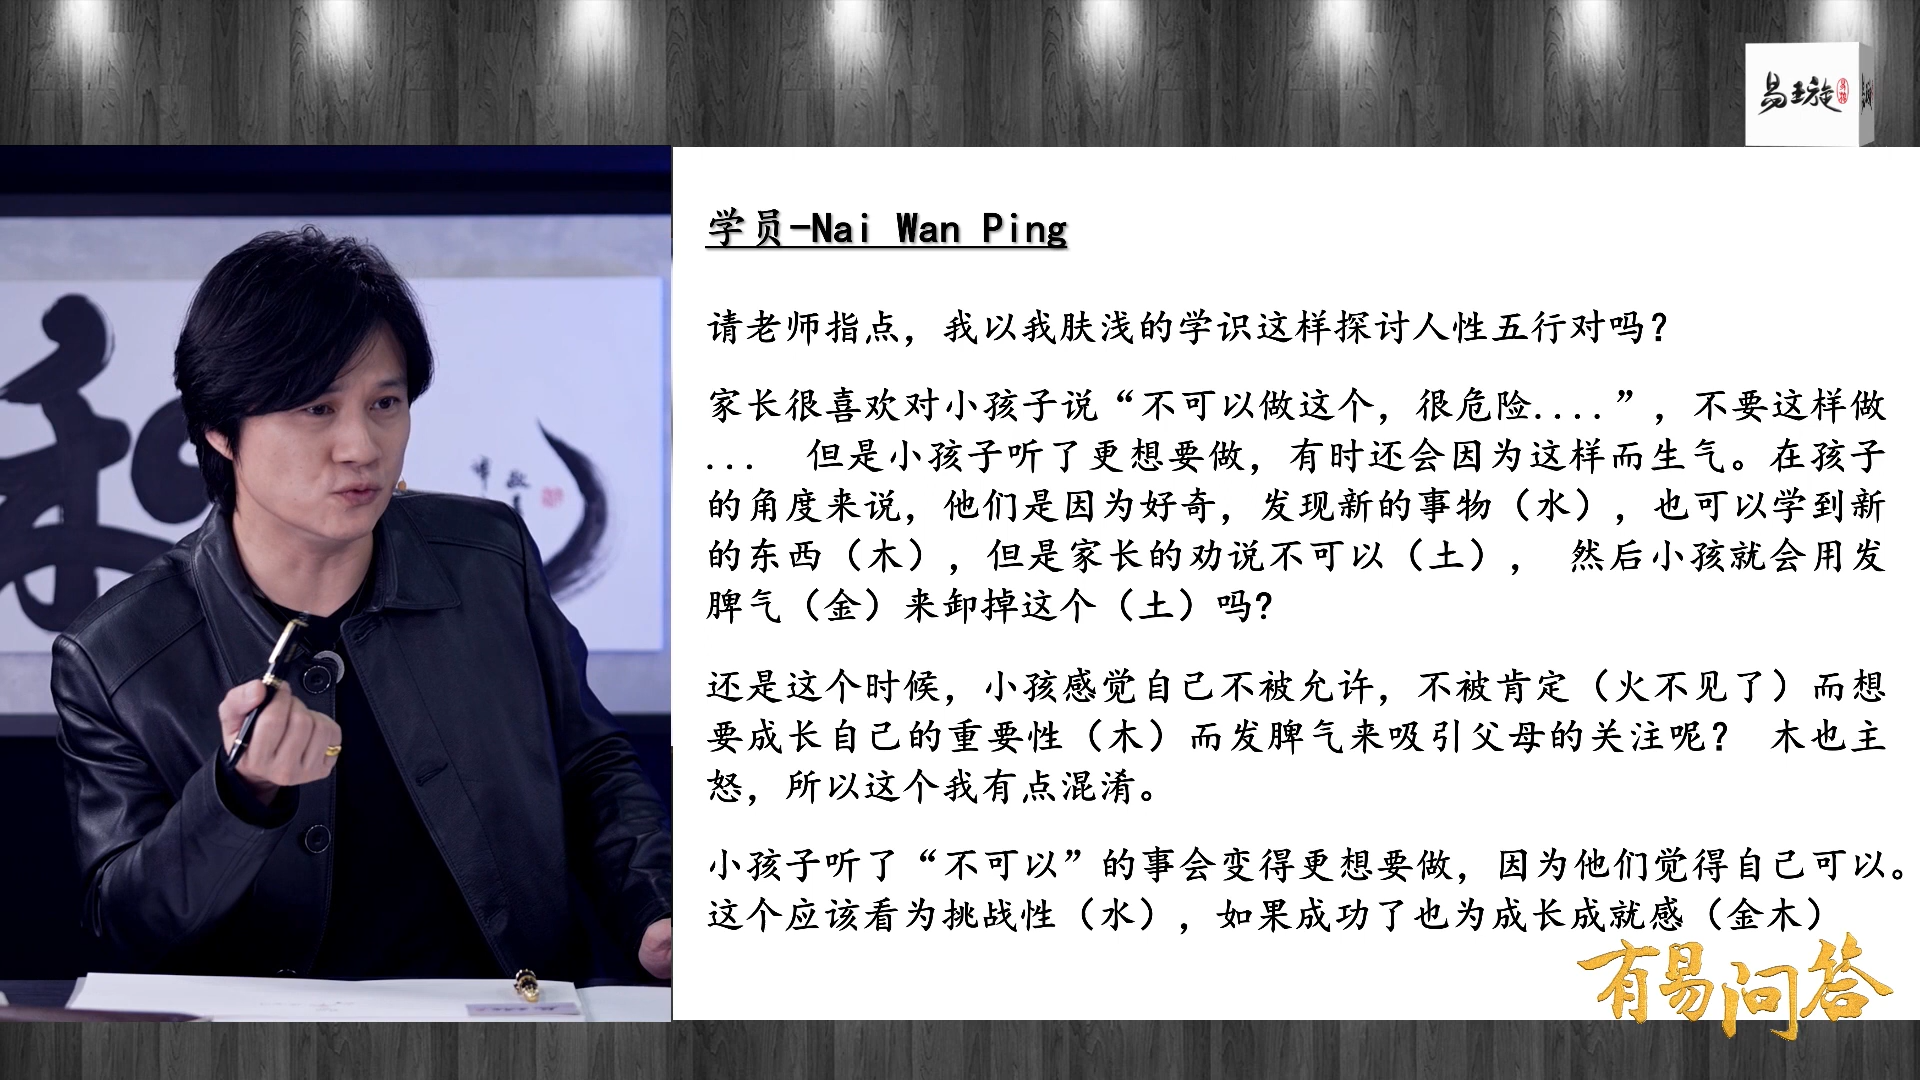 易璇
学员-Nai Wan Ping
请老师指点，我以我肤浅的学识这样探讨人性五行对吗？
家长很喜欢对小孩子说“不可以做这个，很危险....”，不要这样做
... 但是小孩子听了更想要做，有时还会因为这样而生气。在孩子
的角度来说，他们是因为好奇，发现新的事物（水），也可以学到新
的东西（木），但是家长的劝说不可以（土）， 然后小孩就会用发
脾气（金）来卸掉这个（土）吗?
还是这个时候，小孩感觉自己不被允许，不被肯定（火不见了）而想
要成长自己的重要性（木）而发脾气来吸引父母的关注呢？ 木也主
怒，所以这个我有点混淆。
小孩子听了“不可以”的事会变得更想要做，因为他们觉得自己可以。
这个应该看为挑战性（水），如果成功了也为成长成就感（金木）
有易问答